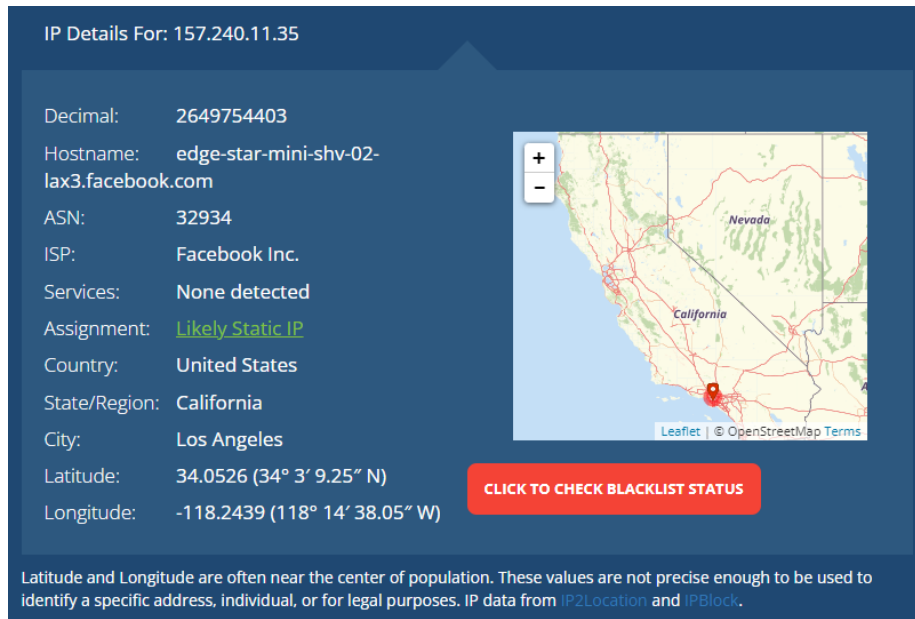 IP Details For: 157.240.11.35
Decimal: 2649754403
Hostname: edge-star-mini-shv-02-
lax3.facebook.com
ASN: 32934
ISP: Facebook Inc.
Services: None detected
Assignment: Likely Static IP
Country: United States
State/Region: California
City: Los Angeles
Latitude: 34.0526 (34° 3′ 9.25″ N)
Longitude: -118.2439 (118° 14′ 38.05″ W)
+
−
Nevada
California
A
Leaflet | © OpenStreetMap Terms
CLICK TO CHECK BLACKLIST STATUS
Latitude and Longitude are often near the center of population. These values are not precise enough to be used to
identify a specific address, individual, or for legal purposes. IP data from IP2Location and IPBlock.